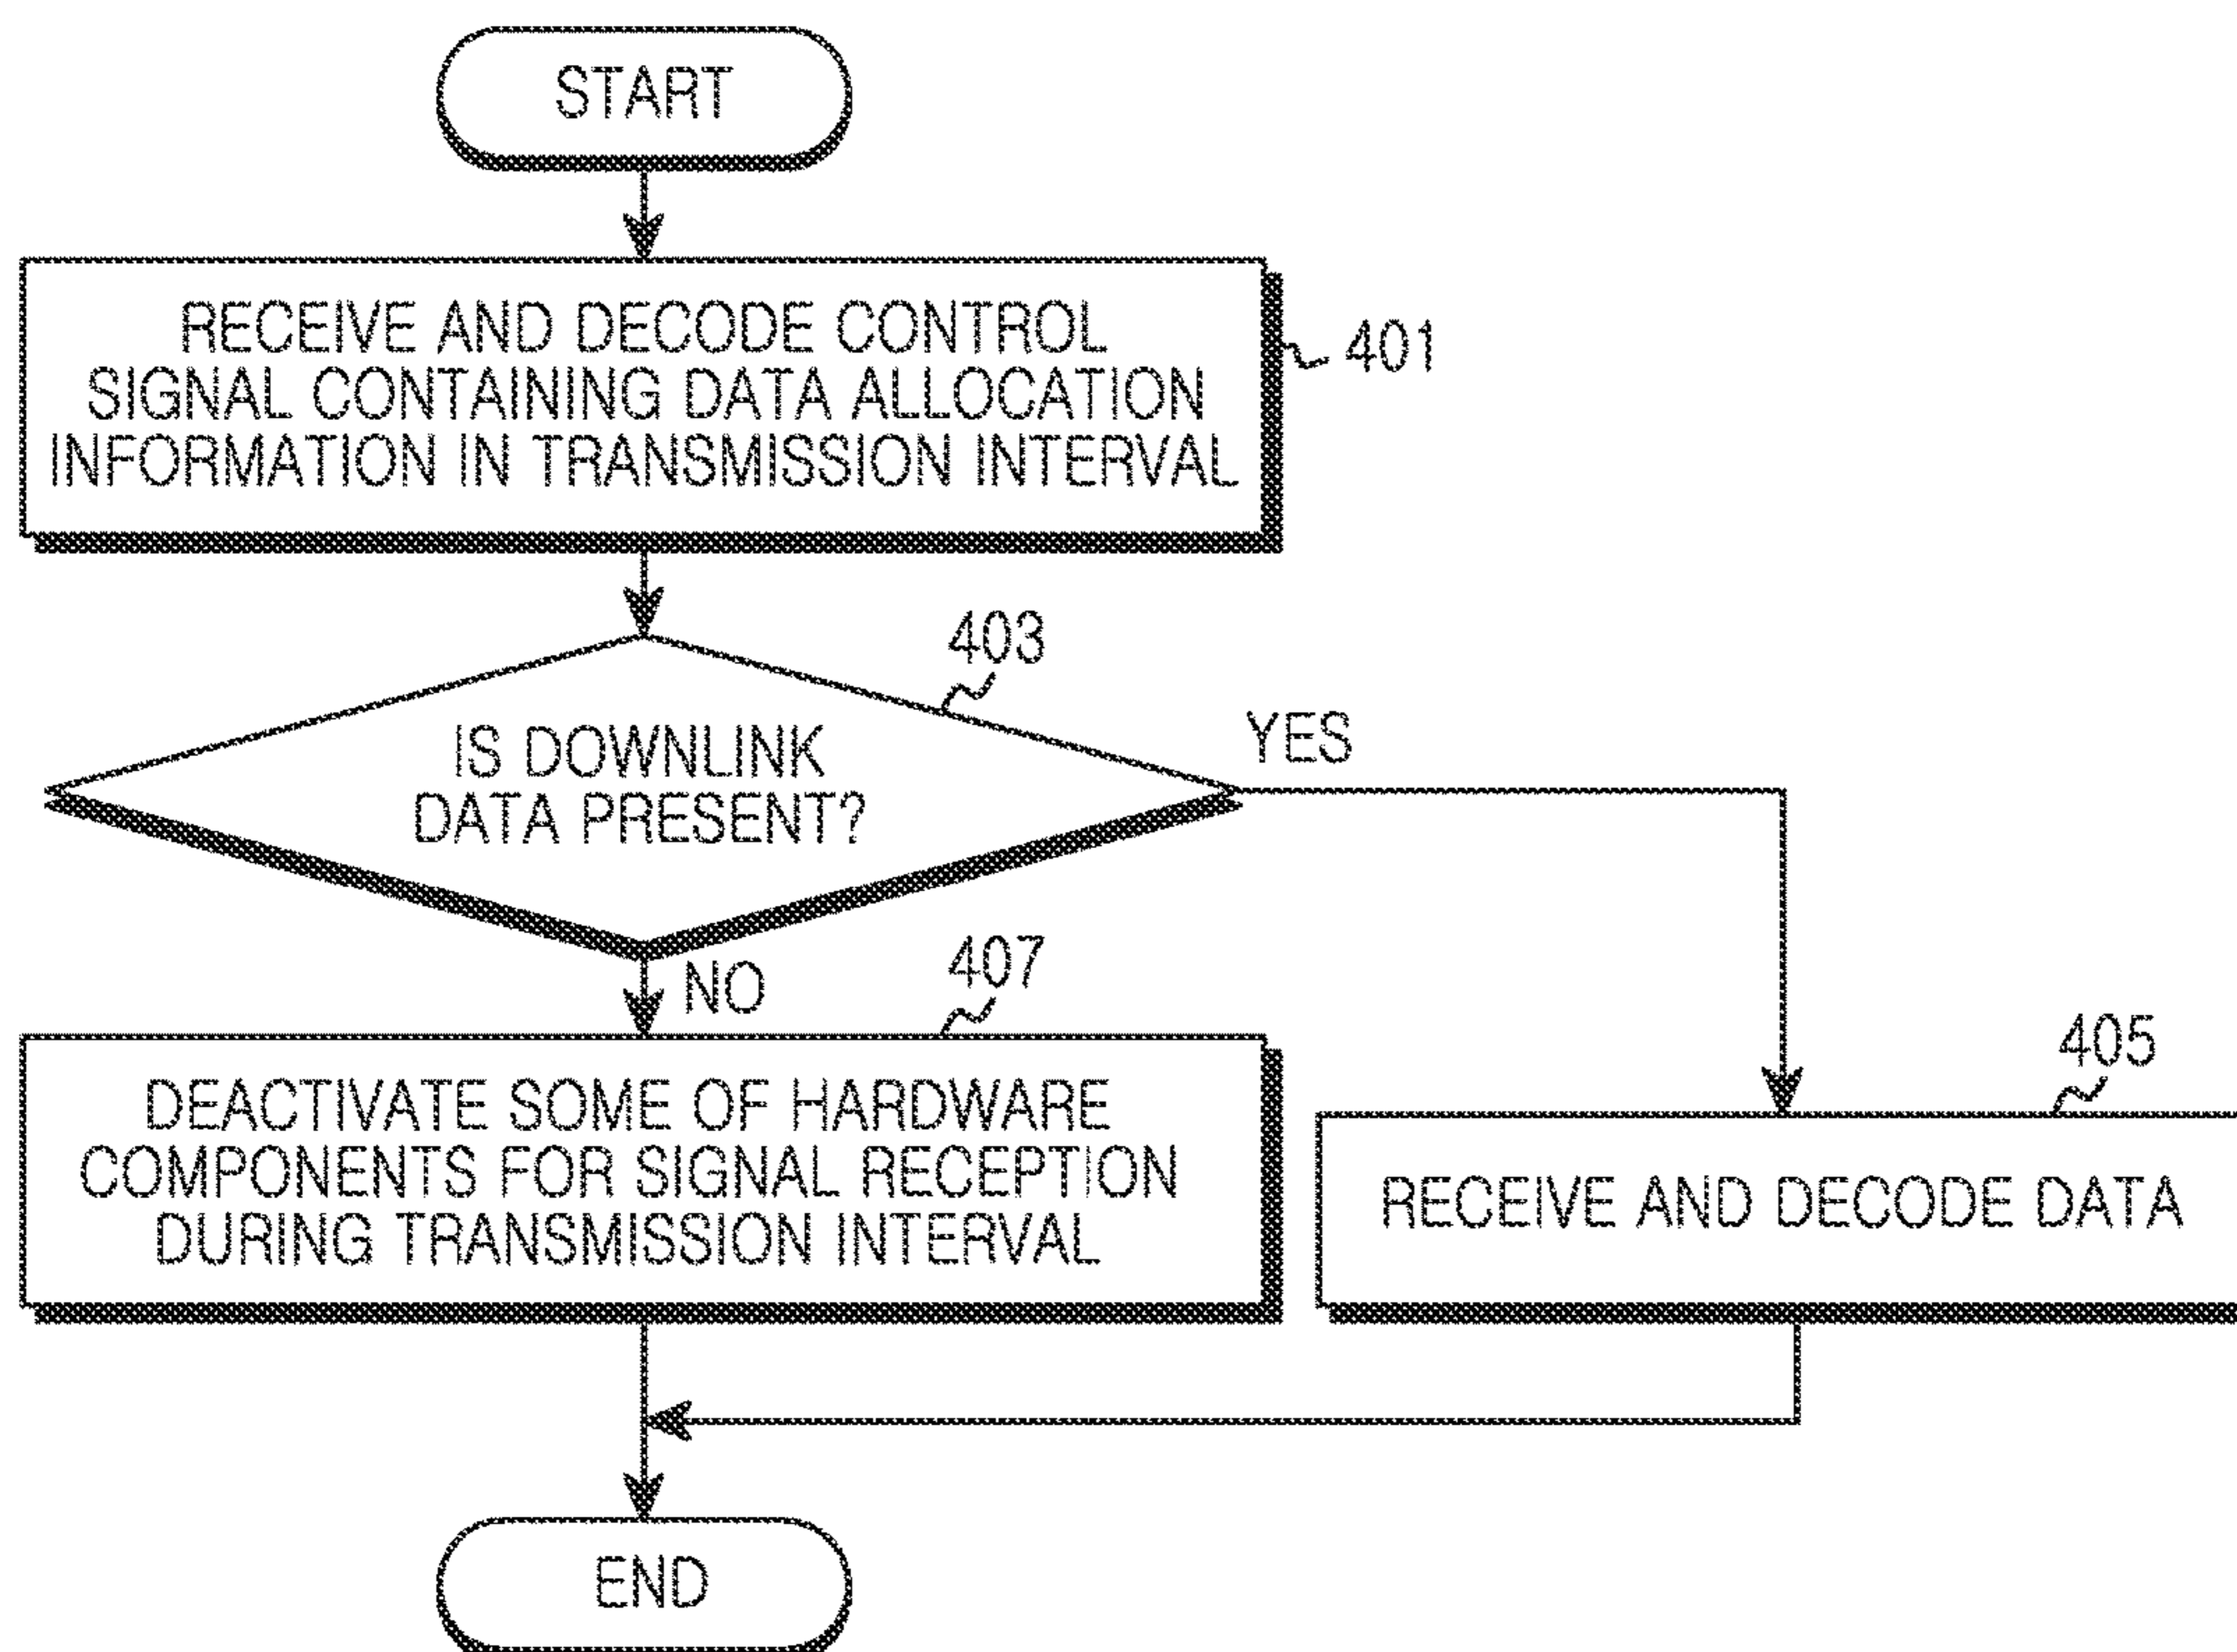 START
RECEIVE AND DECODE CONTROL
SIGNAL CONTAINING DATA ALLOCATION
INFORMATION IN TRANSMISSION INTERVAL
401
403
IS DOWNLINK
DATA PRESENT?
YES
NO
407
DEACTIVATE SOME OF HARDWARE
COMPONENTS FOR SIGNAL RECEPTION
DURING TRANSMISSION INTERVAL
405
RECEIVE AND DECODE DATA
END